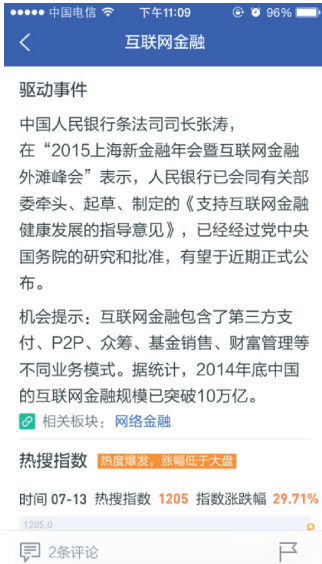 中国电信 下午11:09 96%
互联网金融
驱动事件
中国人民银行条法司司长张涛，
在“2015上海新金融年会暨互联网金融
外滩峰会”表示，人民银行已会同有关部
委牵头、起草、制定的《支持互联网金融
健康发展的指导意见》，已经经过党中央
国务院的研究和批准，有望于近期正式公
布。
机会提示：互联网金融包含了第三方支
付、P2P、众筹、基金销售、财富管理等
不同业务模式。据统计，2014年底中国
的互联网金融规模已突破10万亿。
相关板块：网络金融
热搜指数 热度爆发，涨幅低于大盘
时间 07-13 热搜指数 1205 指数涨跌幅 29.71%
1205.0
2条评论